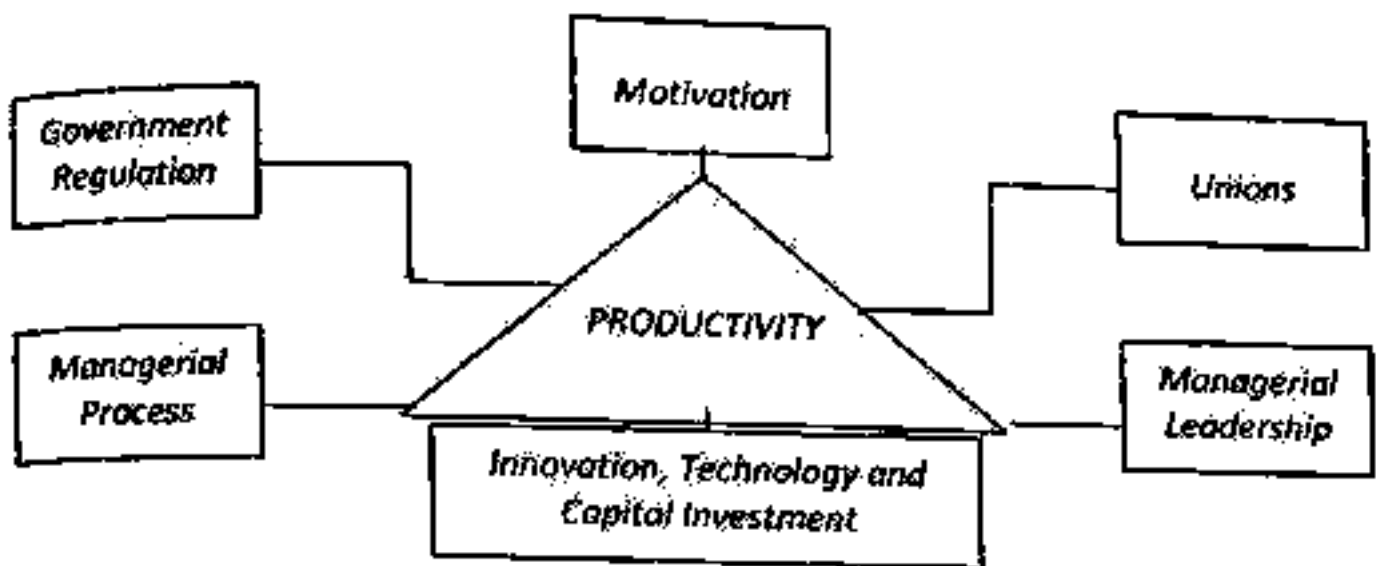 Motivation
Government
Regulation
Unions
PRODUCTIVITY
Managerial
Process
Managerial
Leadership
Innovation, Technology and
Capital Investment